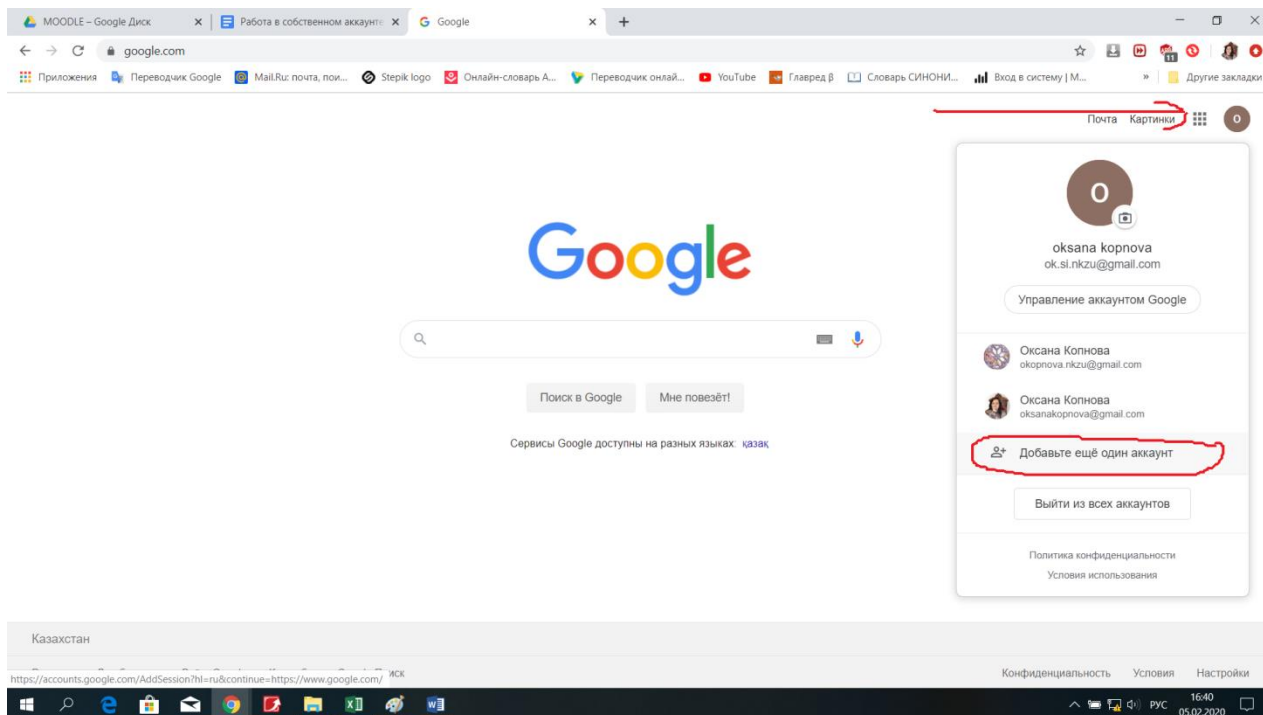 MOODLE – Google Диск
Работа в собственном аккаунте
Google
google.com
11
Приложения
Переводчик Google
Mail.Ru: почта, пои...
Stepik logo
Онлайн-словарь А...
Переводчик онлай...
YouTube
Главред β
Словарь СИНОНИ...
Вход в систему | М...
»
Другие закладки
Почта Картинки
O
O
oksana kopnova
ok.si.nkzu@gmail.com
Управление аккаунтом Google
Оксана Копнова
okopnova.nkzu@gmail.com
Оксана Копнова
oksanakopnova@gmail.com
Добавьте ещё один аккаунт
Выйти из всех аккаунтов
Политика конфиденциальности
Условия использования
Google
Поиск в Google
Мне повезёт!
Сервисы Google доступны на разных языках: қазақ
Казахстан
https://accounts.google.com/AddSession?hl=ru&continue=https://www.google.com/
Конфиденциальность Условия Настройки
РУС
16:40
05.02.2020